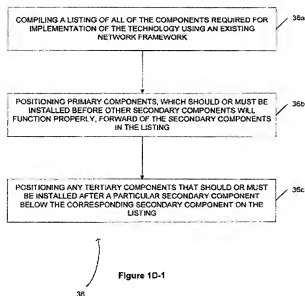 COMPILING A LISTING OF ALL OF THE COMPONENTS REQUIRED FOR
IMPLEMENTATION OF THE TECHNOLOGY USING AN EXISTING
NETWORK FRAMEWORK
36a
POSITIONING PRIMARY COMPONENTS, WHICH SHOULD OR MUST BE
INSTALLED BEFORE OTHER SECONDARY COMPONENTS WILL
FUNCTION PROPERLY, FORWARD OF THE SECONDARY COMPONENTS
IN THE LISTING
36b
POSITIONING ANY TERTIARY COMPONENTS THAT SHOULD OR MUST
BE INSTALLED AFTER A PARTICULAR SECONDARY COMPONENT
BELOW THE CORRESPONDING SECONDARY COMPONENT ON THE
LISTING
36c
Figure 1D-1
36